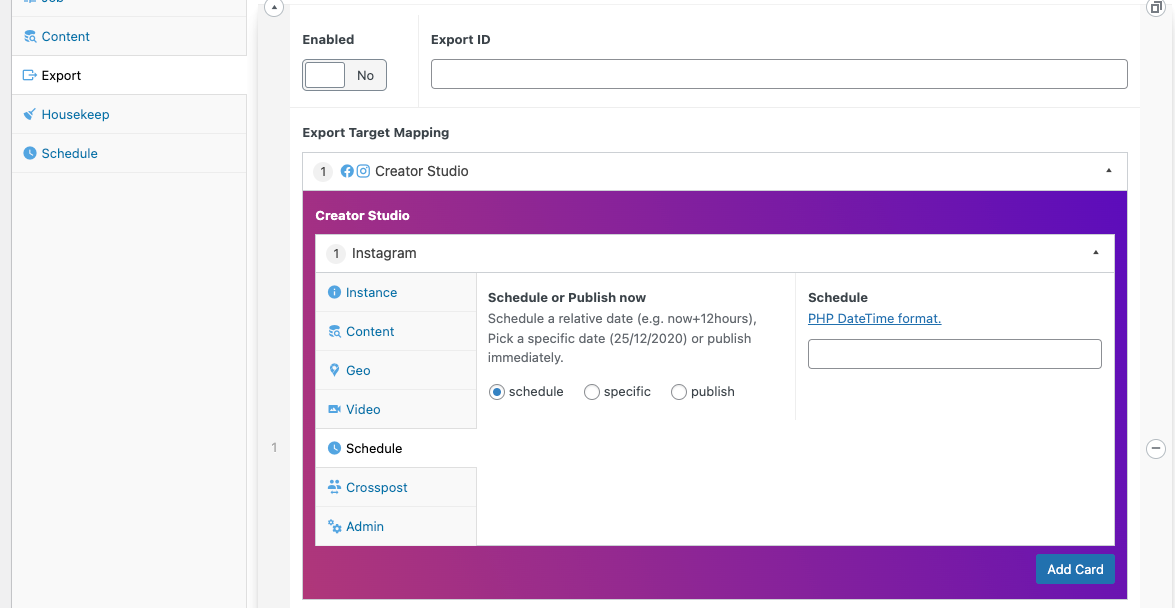 Job
Content
Export
Housekeep
Schedule
Enabled
Export ID
No
Export Target Mapping
1 Creator Studio
Creator Studio
1 Instagram
Instance
Content
Geo
Video
Schedule
Crosspost
Admin
Schedule or Publish now
Schedule a relative date (e.g. now+12hours),
Pick a specific date (25/12/2020) or publish
immediately.
schedule specific publish
Schedule
PHP DateTime format.
1
Add Card